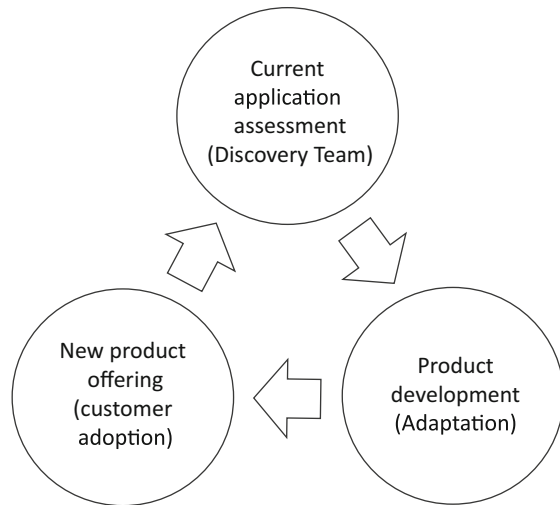 Current
application
assessment
(Discovery Team)
New product
offering
(customer
adoption)
Product
development
(Adaptation)